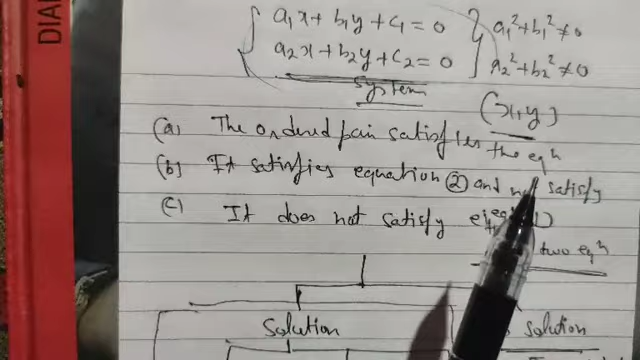 DIA
a₁x + b₁y + c₁ = 0 } a₁² + b₁² ≠ 0
a₂x + b₂y + c₂ = 0 } a₂² + b₂² ≠ 0
System
(x, y)
(a) The ordered pair satisfies the eqⁿ
(b) It satisfies equation ② and not satisfy
(c) It does not satisfy
two eqⁿ
Solution solution